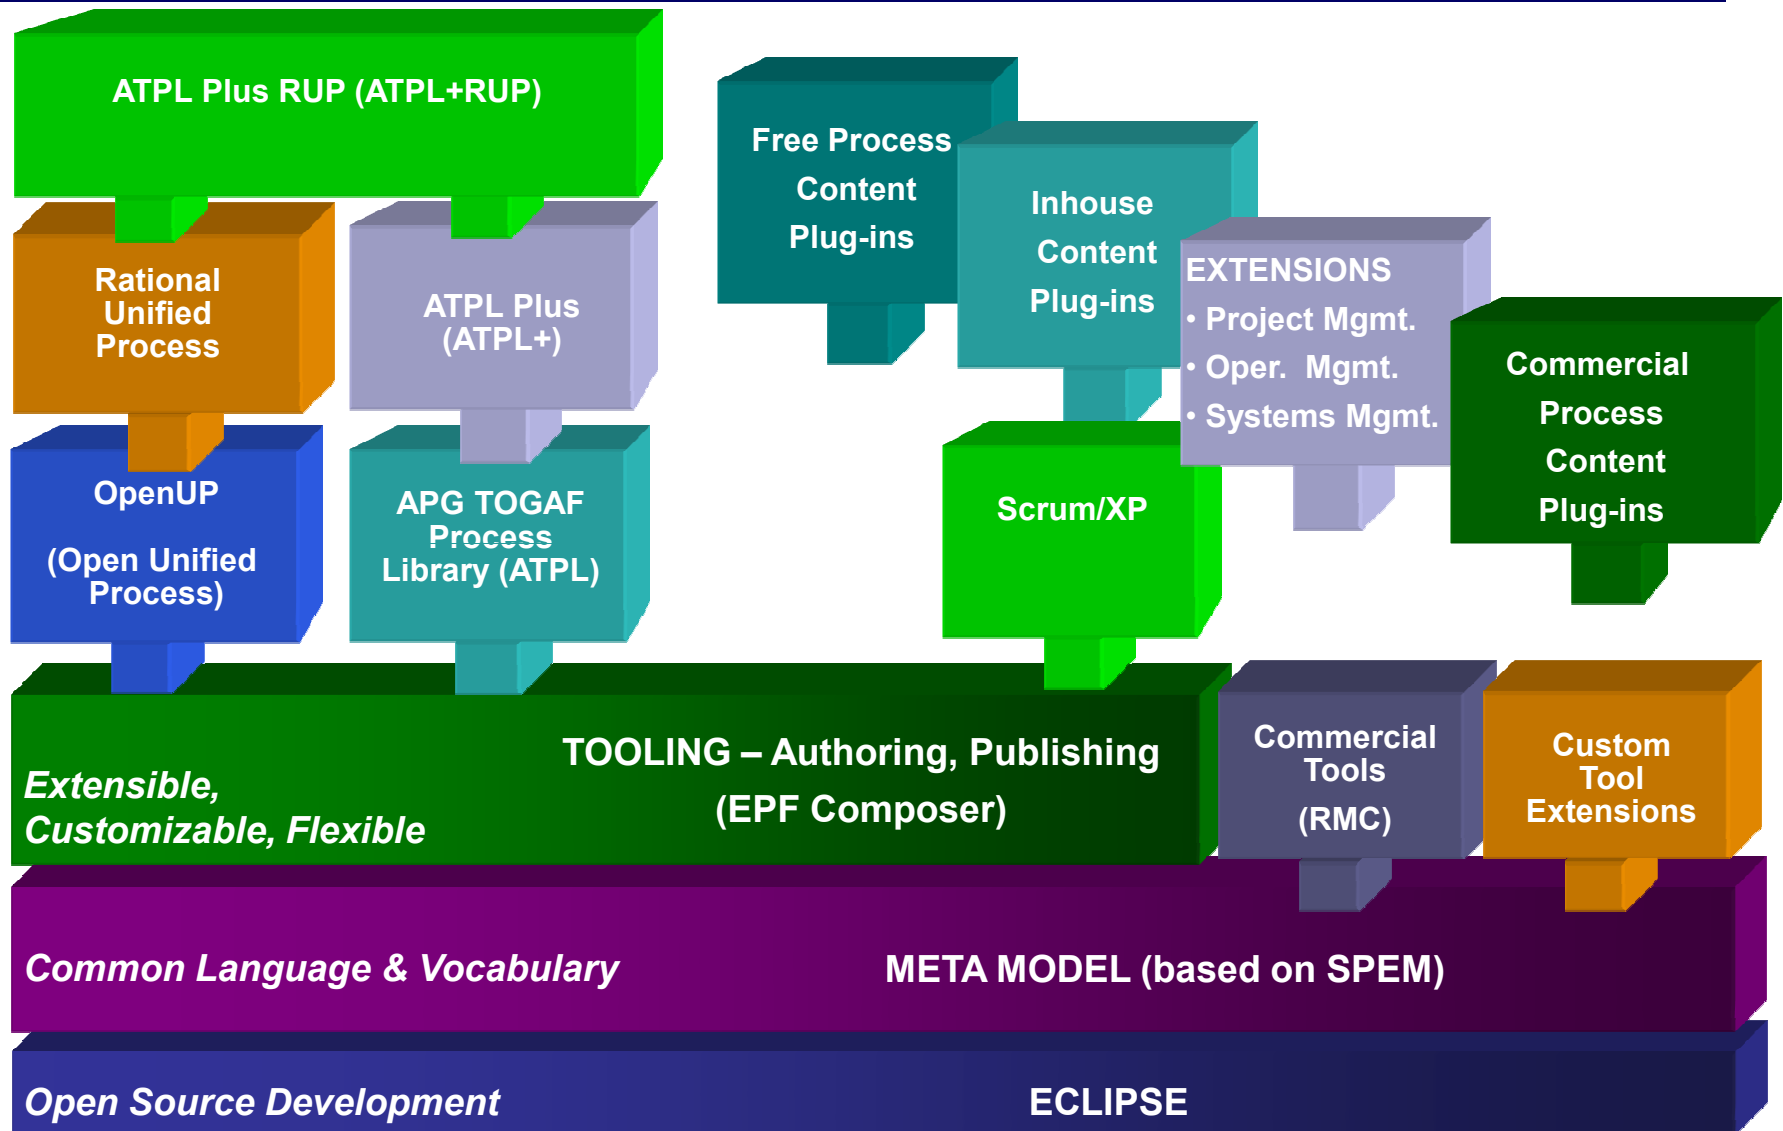 ATPL Plus RUP (ATPL+RUP)
Free Process
Content
Plug-ins
Inhouse
Content
Plug-ins
EXTENSIONS
• Project Mgmt.
• Oper. Mgmt.
• Systems Mgmt.
Commercial
Process
Content
Plug-ins
Rational
Unified
Process
ATPL Plus
(ATPL+)
OpenUP
(Open Unified
Process)
APG TOGAF
Process
Library (ATPL)
Scrum/XP
TOOLING – Authoring, Publishing
(EPF Composer)
Extensible,
Customizable, Flexible
Commercial
Tools
(RMC)
Custom
Tool
Extensions
Common Language & Vocabulary
META MODEL (based on SPEM)
Open Source Development
ECLIPSE